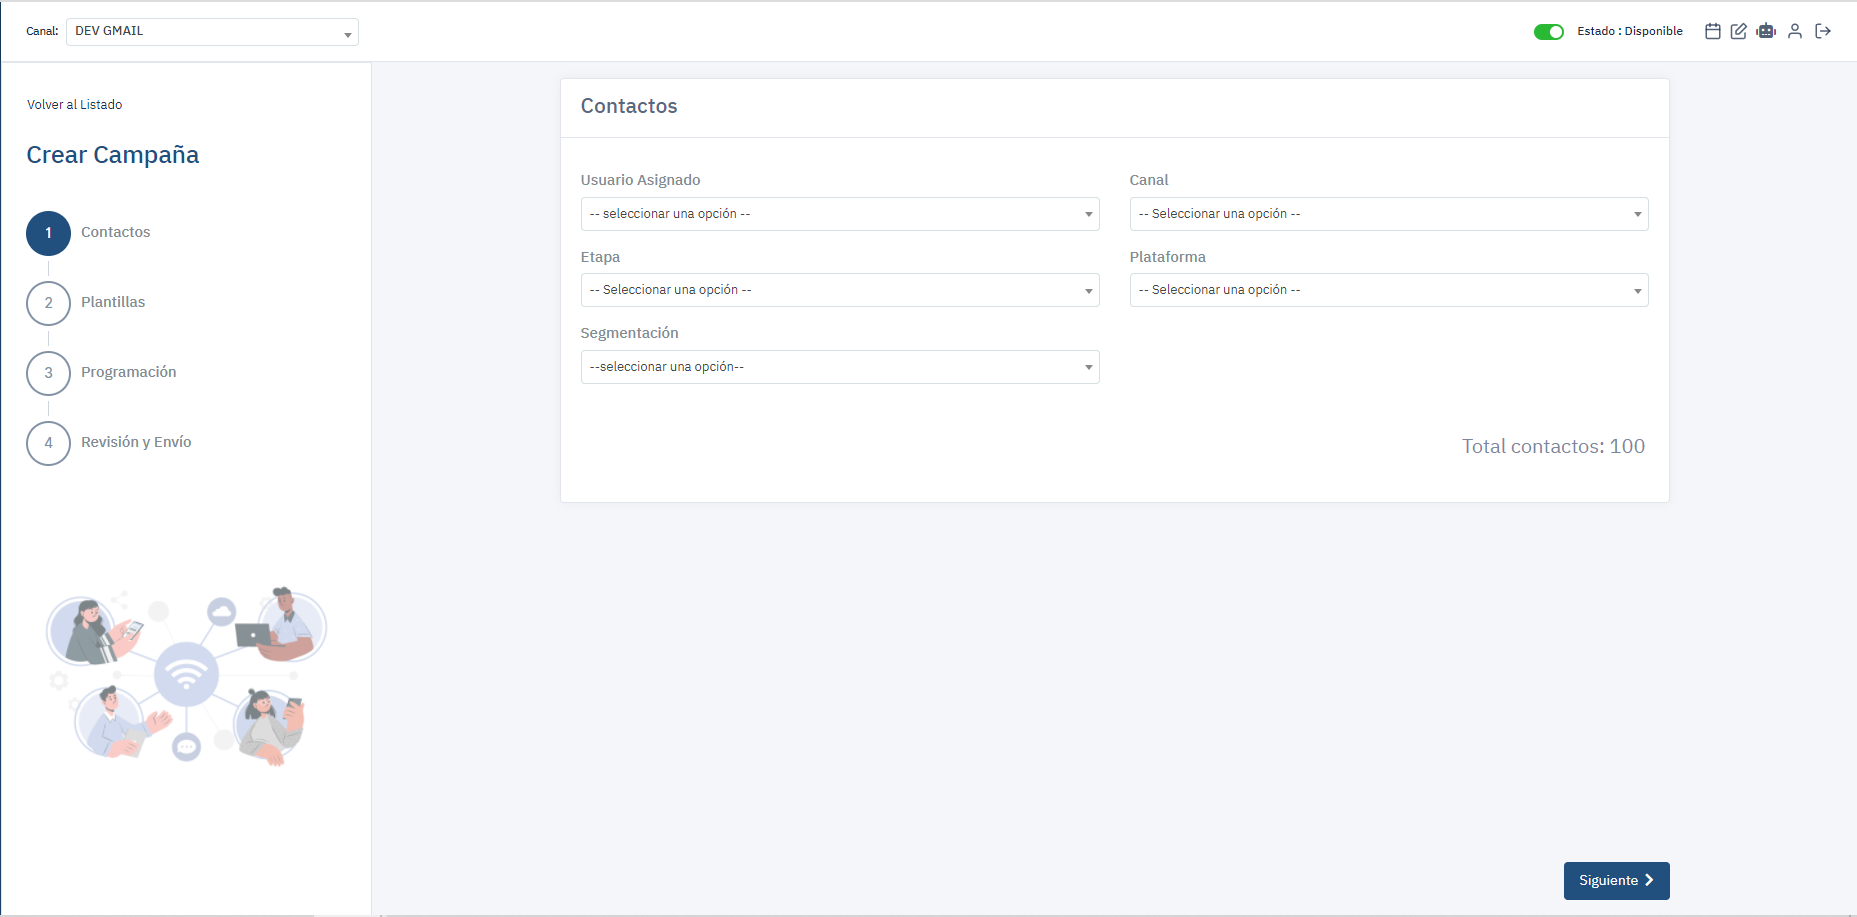 Canal:
DEV GMAIL
Estado : Disponible
Volver al Listado
Crear Campaña
1
Contactos
2
Plantillas
3
Programación
4
Revisión y Envío
Contactos
Usuario Asignado
-- seleccionar una opción --
Canal
-- Seleccionar una opción --
Etapa
-- Seleccionar una opción --
Plataforma
-- Seleccionar una opción --
Segmentación
--seleccionar una opción--
Total contactos: 100
Siguiente